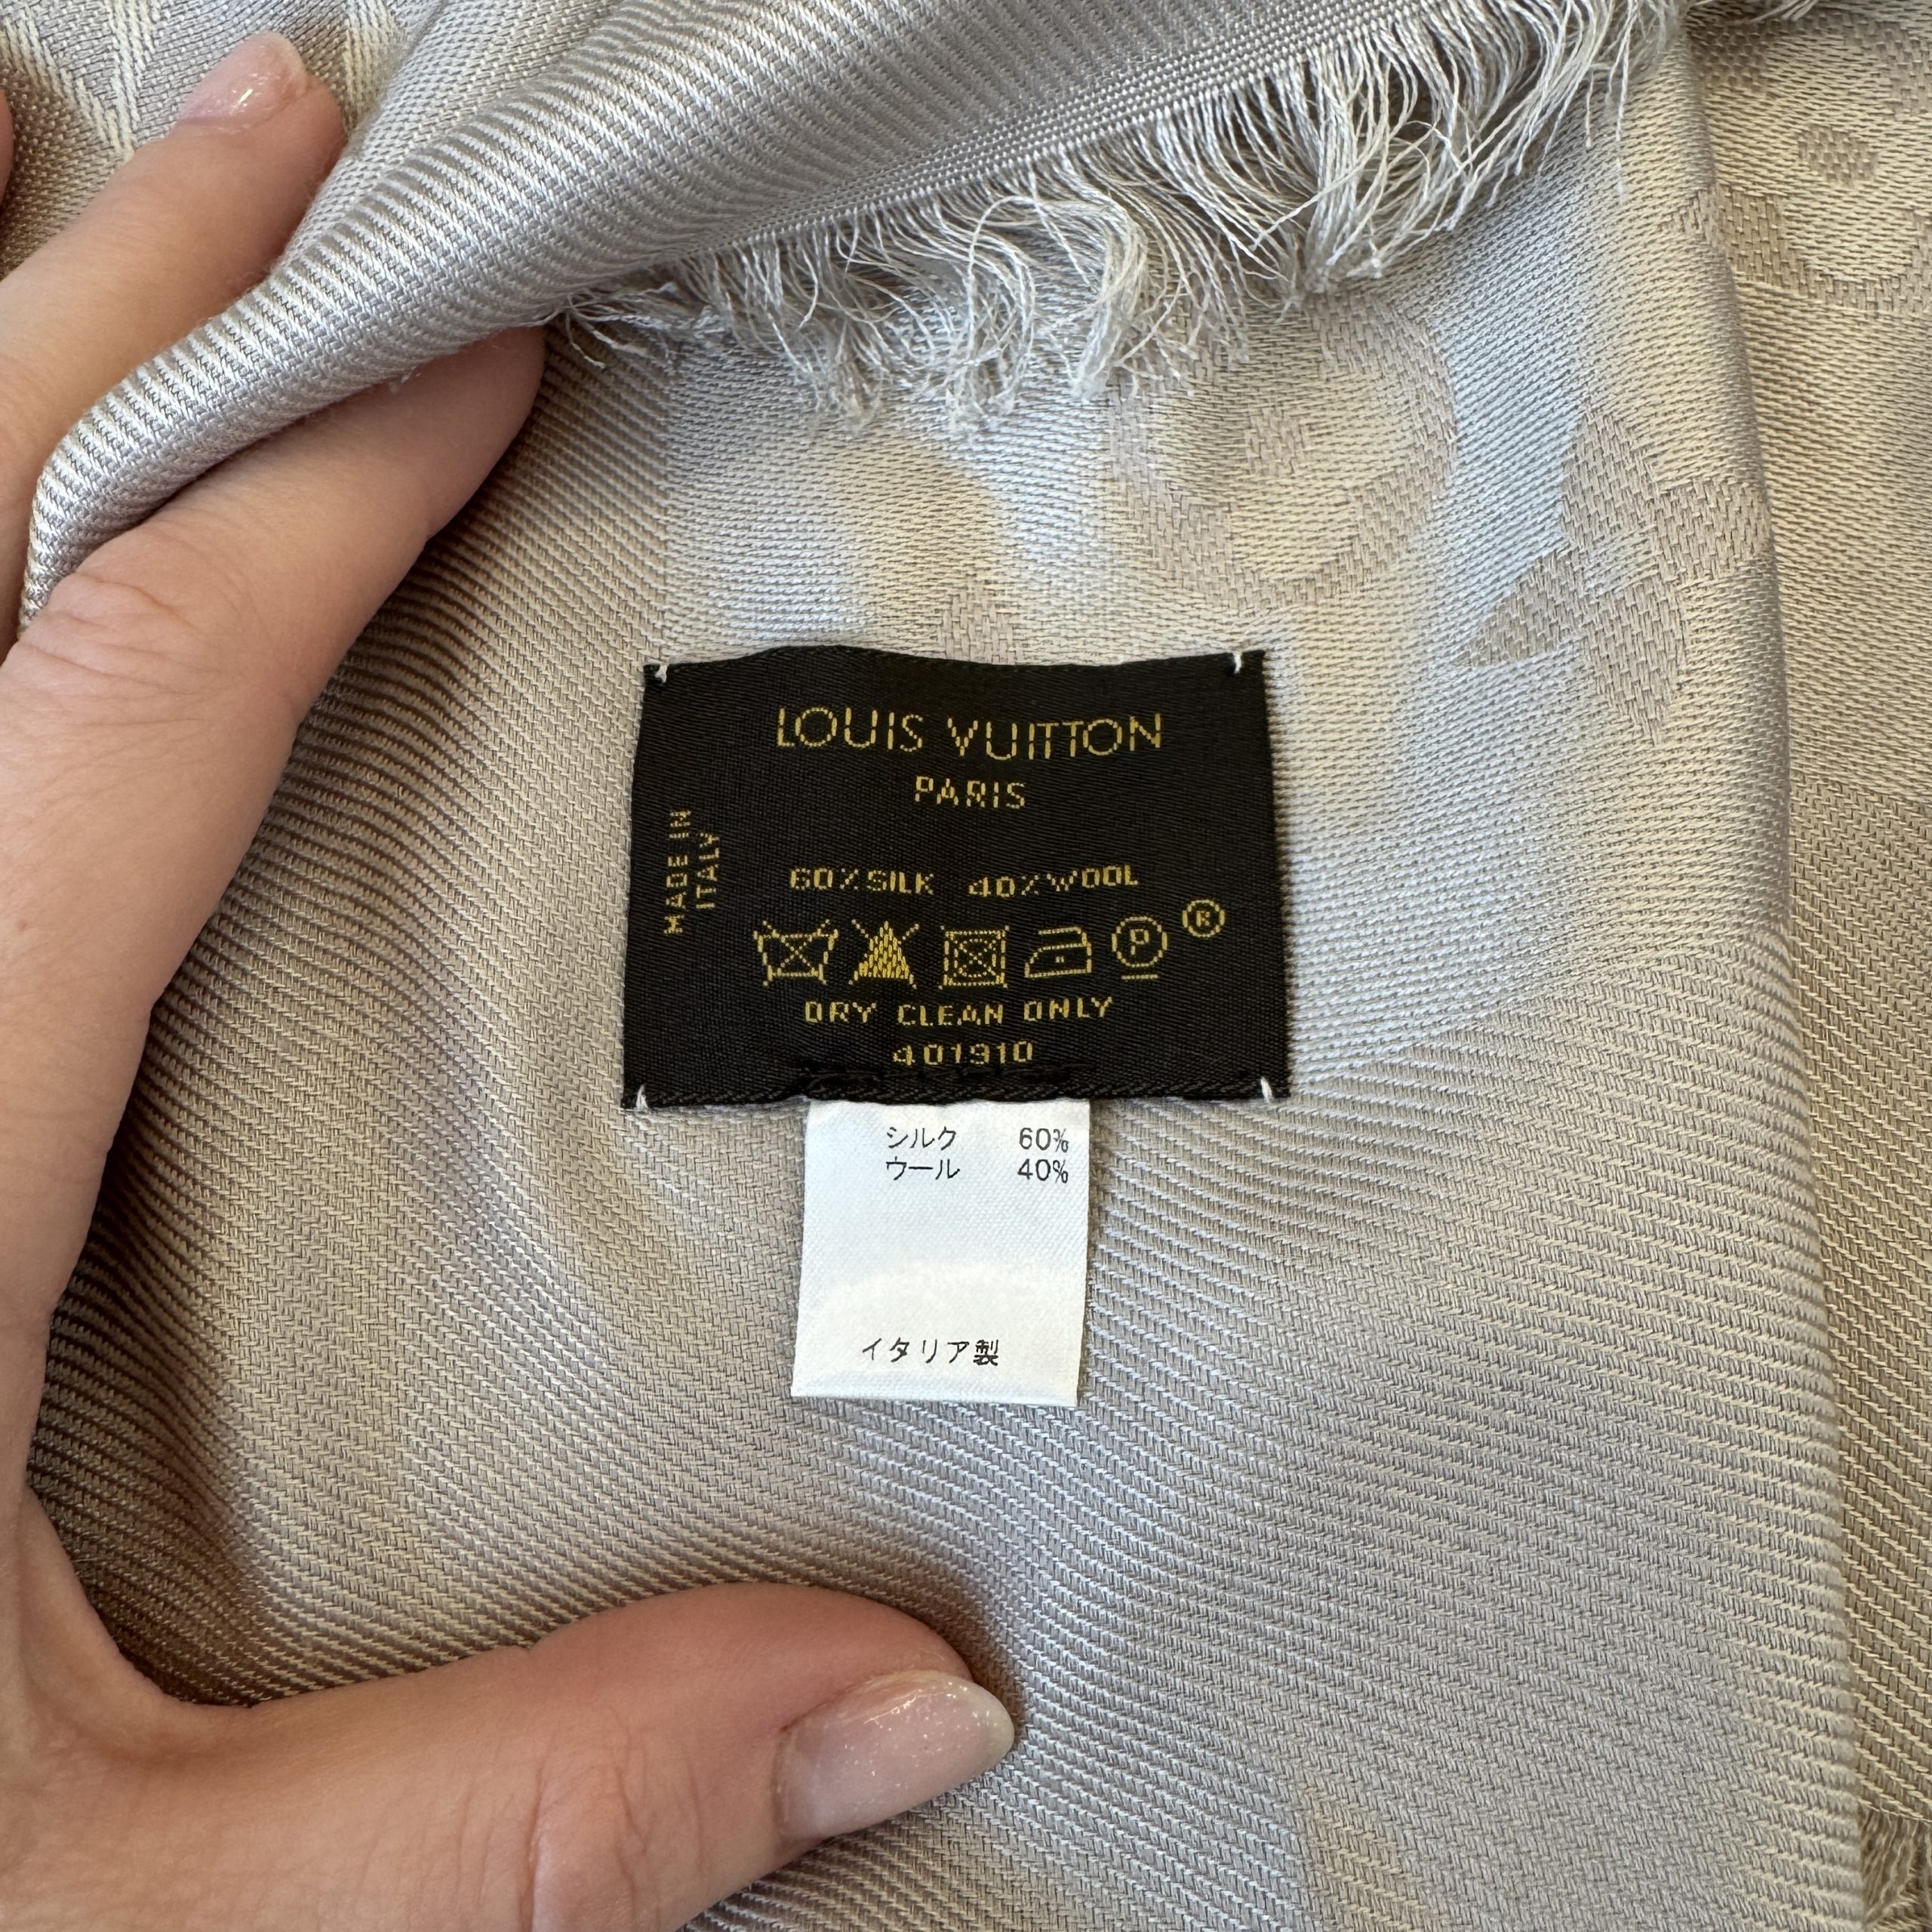 LOUIS VUITTON
PARIS
MADE IN
ITALY
60% SILK 40% WOOL
P ®
DRY CLEAN ONLY
401910
シルク 60%
ウール 40%
イタリア製